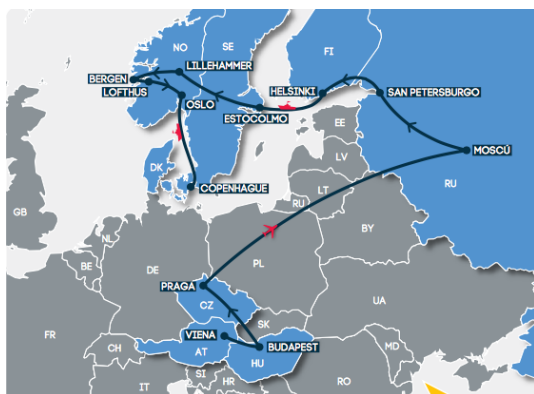 NO
SE
FI
LILLEHAMMER
BERGEN
LOFTHUS
OSLO
HELSINKI
SAN PETERSBURGO
ESTOCOLMO
EE
MOSCÚ
LV
DK
COPENHAGUE
LT
RU
RU
GB
BY
NL
DE
PL
BE
PRAGA
CZ
UA
SK
FR
VIENA
BUDAPEST
CH
AT
HU
MD
SI
HR
RO
IT